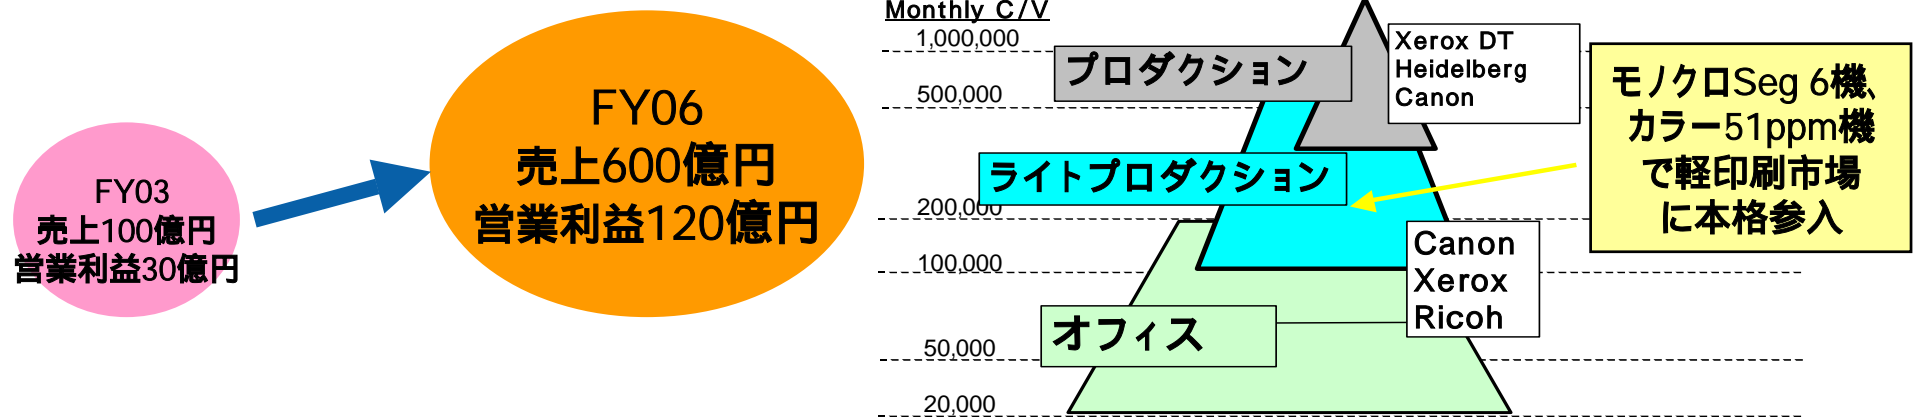 FY03
売上100億円
営業利益30億円
FY06
売上600億円
営業利益120億円
Monthly C/V
1,000,000
500,000
200,000
100,000
50,000
20,000
プロダクション
ライトプロダクション
オフィス
Xerox DT
Heidelberg
Canon
Canon
Xerox
Ricoh
モノクロSeg 6機、
カラー51ppm機
で軽印刷市場
に本格参入